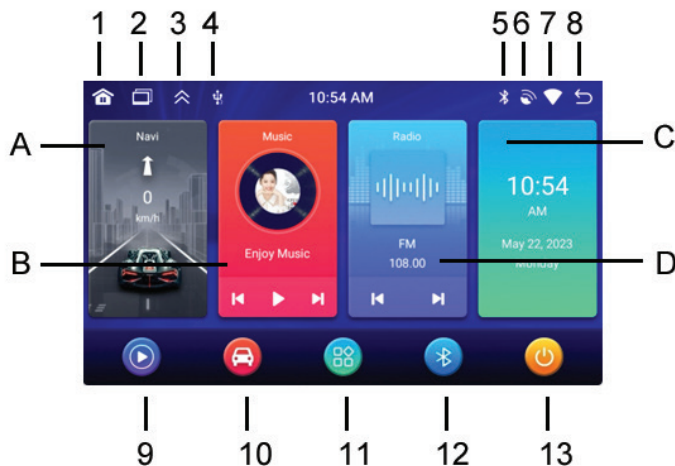 1 2 3 4 5 6 7 8
10:54 AM
A
Navi
0
km/h
B
Music
Enjoy Music
Radio
FM
108.00
C
10:54
AM
May 22, 2023
Monday
D
9 10 11 12 13